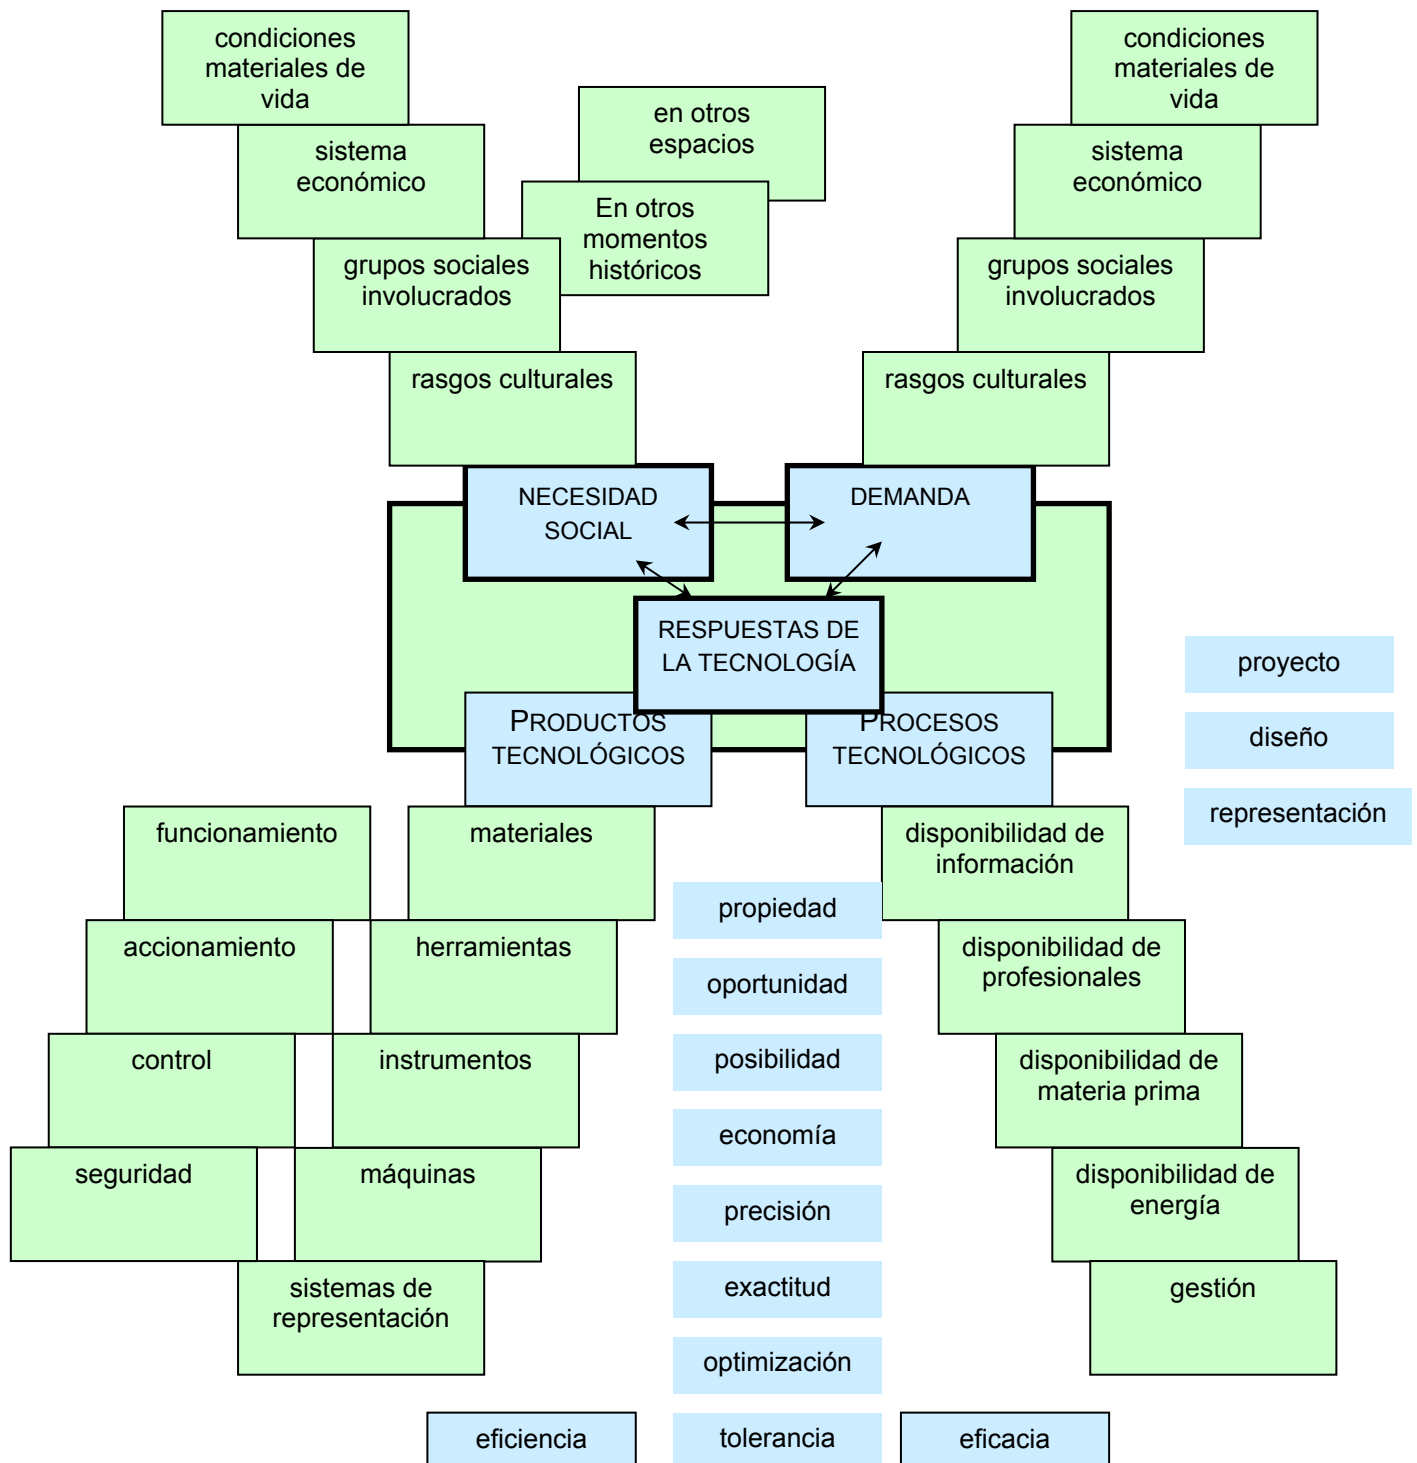 condiciones
materiales de
vida
condiciones
materiales de
vida
en otros
espacios
sistema
económico
sistema
económico
En otros
momentos
históricos
grupos sociales
involucrados
grupos sociales
involucrados
rasgos culturales
rasgos culturales
NECESIDAD
SOCIAL
DEMANDA
RESPUESTAS DE
LA TECNOLOGÍA
PRODUCTOS
TECNOLÓGICOS
PROCESOS
TECNOLÓGICOS
proyecto
diseño
representación
funcionamiento
materiales
disponibilidad de
información
propiedad
accionamiento
herramientas
disponibilidad de
profesionales
oportunidad
control
instrumentos
posibilidad
disponibilidad de
materia prima
economía
seguridad
máquinas
disponibilidad de
energía
precisión
sistemas de
representación
exactitud
gestión
optimización
eficiencia
tolerancia
eficacia